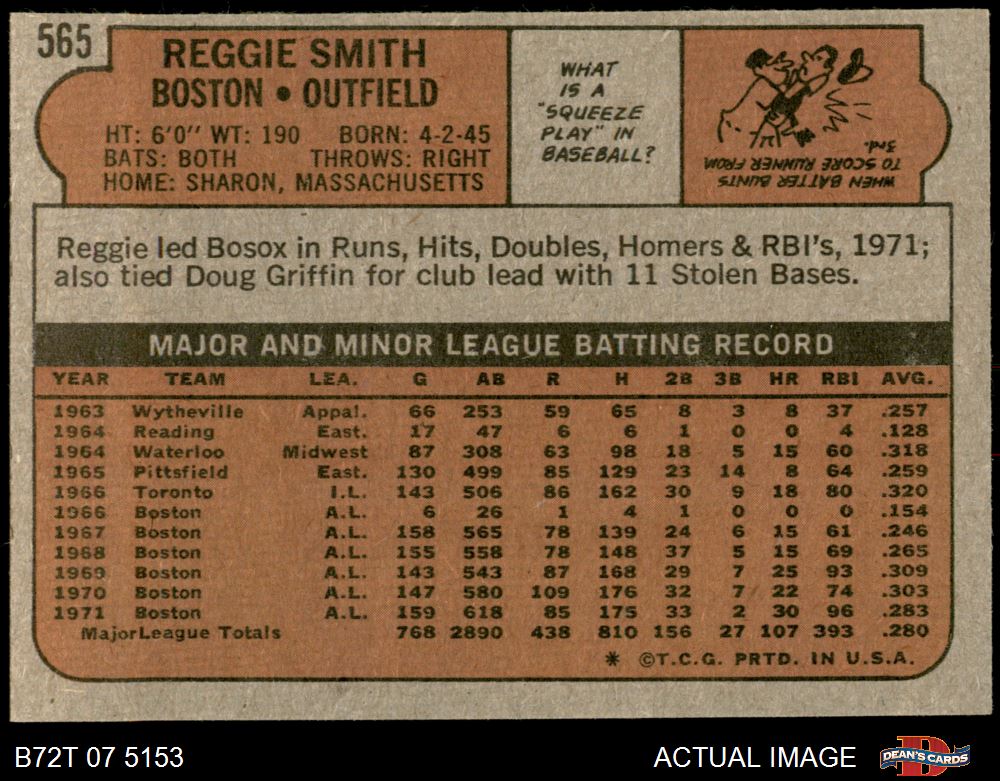 565
REGGIE SMITH
BOSTON • OUTFIELD
HT: 6'0" WT: 190 BORN: 4-2-45
BATS: BOTH THROWS: RIGHT
HOME: SHARON, MASSACHUSETTS
WHAT
IS A
"SQUEEZE
PLAY" IN
BASEBALL?
WHEN BATTER BUNTS
TO SCORE RUNNER FROM
3rd.
Reggie led Bosox in Runs, Hits, Doubles, Homers & RBI's, 1971;
also tied Doug Griffin for club lead with 11 Stolen Bases.
MAJOR AND MINOR LEAGUE BATTING RECORD
YEAR TEAM LEA. G AB R H 2B 3B HR RBI AVG.
1963 Wytheville Appal. 66 253 59 65 8 3 8 37 .257
1964 Reading East. 17 47 6 6 1 0 0 4 .128
1964 Waterloo Midwest 87 308 63 98 18 5 15 60 .318
1965 Pittsfield East. 130 499 85 129 23 14 8 64 .259
1966 Toronto I.L. 143 506 86 162 30 9 18 80 .320
1966 Boston A.L. 6 26 1 4 1 0 0 0 .154
1967 Boston A.L. 158 565 78 139 24 6 15 61 .246
1968 Boston A.L. 155 558 78 148 37 5 15 69 .265
1969 Boston A.L. 143 543 87 168 29 7 25 93 .309
1970 Boston A.L. 147 580 109 176 32 7 22 74 .303
1971 Boston A.L. 159 618 85 175 33 2 30 96 .283
MajorLeague Totals 768 2890 438 810 156 27 107 393 .280
* ©T.C.G. PRTD. IN U.S.A.
B72T 07 5153
ACTUAL IMAGE
DEAN'S CARDS